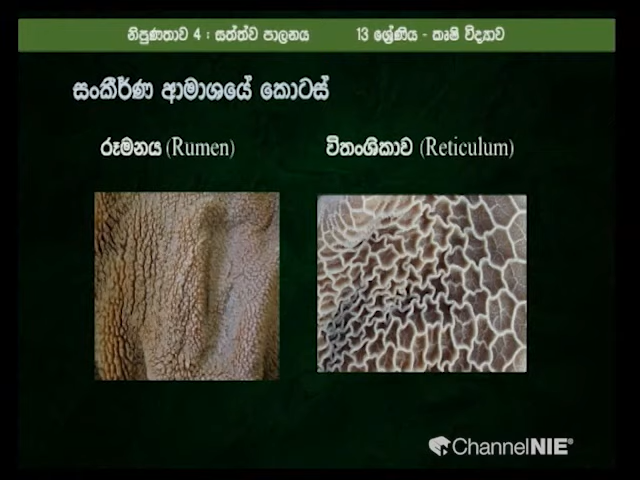 නිපුණතාව 4 : සත්ත්ව පාලනය 13 ශ්‍රේණිය - කෘෂි විද්‍යාව
සංකීර්ණ ආමාශයේ කොටස්
රූමනය (Rumen) විතංශිකාව (Reticulum)
ChannelNIE®